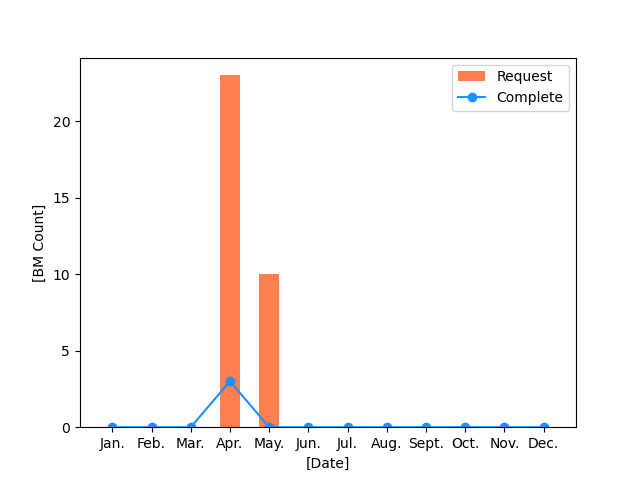 Request
Complete
20
15
10
5
0
[BM Count]
Jan. Feb. Mar. Apr. May. Jun. Jul. Aug. Sept. Oct. Nov. Dec.
[Date]